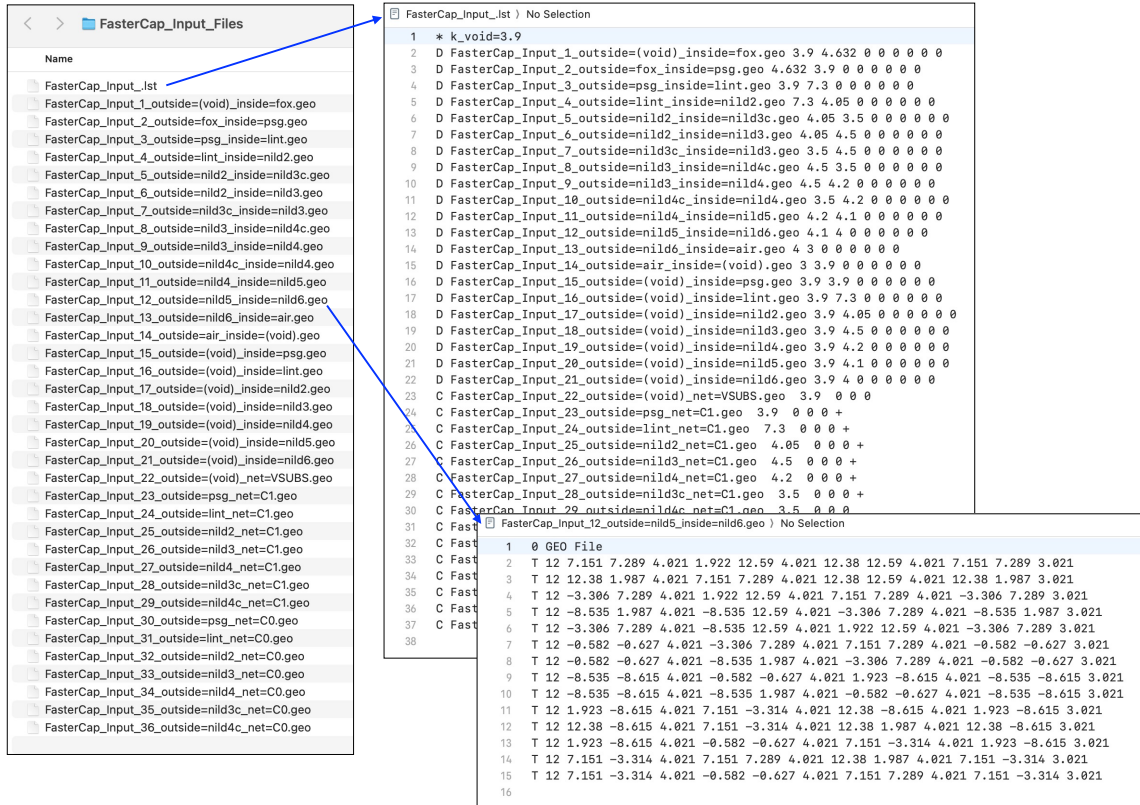 FasterCap_Input_Files
Name
FasterCap_Input_.lst
FasterCap_Input_1_outside=(void)_inside=fox.geo
FasterCap_Input_2_outside=fox_inside=psg.geo
FasterCap_Input_3_outside=psg_inside=lint.geo
FasterCap_Input_4_outside=lint_inside=nild2.geo
FasterCap_Input_5_outside=nild2_inside=nild3c.geo
FasterCap_Input_6_outside=nild2_inside=nild3.geo
FasterCap_Input_7_outside=nild3c_inside=nild3.geo
FasterCap_Input_8_outside=nild3_inside=nild4c.geo
FasterCap_Input_9_outside=nild3_inside=nild4.geo
FasterCap_Input_10_outside=nild4c_inside=nild4.geo
FasterCap_Input_11_outside=nild4_inside=nild5.geo
FasterCap_Input_12_outside=nild5_inside=nild6.geo
FasterCap_Input_13_outside=nild6_inside=air.geo
FasterCap_Input_14_outside=air_inside=(void).geo
FasterCap_Input_15_outside=(void)_inside=psg.geo
FasterCap_Input_16_outside=(void)_inside=lint.geo
FasterCap_Input_17_outside=(void)_inside=nild2.geo
FasterCap_Input_18_outside=(void)_inside=nild3.geo
FasterCap_Input_19_outside=(void)_inside=nild4.geo
FasterCap_Input_20_outside=(void)_inside=nild5.geo
FasterCap_Input_21_outside=(void)_inside=nild6.geo
FasterCap_Input_22_outside=(void)_net=VSUBS.geo
FasterCap_Input_23_outside=psg_net=C1.geo
FasterCap_Input_24_outside=lint_net=C1.geo
FasterCap_Input_25_outside=nild2_net=C1.geo
FasterCap_Input_26_outside=nild3_net=C1.geo
FasterCap_Input_27_outside=nild4_net=C1.geo
FasterCap_Input_28_outside=nild3c_net=C1.geo
FasterCap_Input_29_outside=nild4c_net=C1.geo
FasterCap_Input_30_outside=psg_net=C0.geo
FasterCap_Input_31_outside=lint_net=C0.geo
FasterCap_Input_32_outside=nild2_net=C0.geo
FasterCap_Input_33_outside=nild3_net=C0.geo
FasterCap_Input_34_outside=nild4_net=C0.geo
FasterCap_Input_35_outside=nild3c_net=C0.geo
FasterCap_Input_36_outside=nild4c_net=C0.geo
FasterCap_Input_.lst ⟩ No Selection
1 * k_void=3.9
2 D FasterCap_Input_1_outside=(void)_inside=fox.geo 3.9 4.632 0 0 0 0 0 0
3 D FasterCap_Input_2_outside=fox_inside=psg.geo 4.632 3.9 0 0 0 0 0 0
4 D FasterCap_Input_3_outside=psg_inside=lint.geo 3.9 7.3 0 0 0 0 0 0
5 D FasterCap_Input_4_outside=lint_inside=nild2.geo 7.3 4.05 0 0 0 0 0 0
6 D FasterCap_Input_5_outside=nild2_inside=nild3c.geo 4.05 3.5 0 0 0 0 0 0
7 D FasterCap_Input_6_outside=nild2_inside=nild3.geo 4.05 4.5 0 0 0 0 0 0
8 D FasterCap_Input_7_outside=nild3c_inside=nild3.geo 3.5 4.5 0 0 0 0 0 0
9 D FasterCap_Input_8_outside=nild3_inside=nild4c.geo 4.5 3.5 0 0 0 0 0 0
10 D FasterCap_Input_9_outside=nild3_inside=nild4.geo 4.5 4.2 0 0 0 0 0 0
11 D FasterCap_Input_10_outside=nild4c_inside=nild4.geo 3.5 4.2 0 0 0 0 0 0
12 D FasterCap_Input_11_outside=nild4_inside=nild5.geo 4.2 4.1 0 0 0 0 0 0
13 D FasterCap_Input_12_outside=nild5_inside=nild6.geo 4.1 4 0 0 0 0 0 0
14 D FasterCap_Input_13_outside=nild6_inside=air.geo 4 3 0 0 0 0 0 0
15 D FasterCap_Input_14_outside=air_inside=(void).geo 3 3.9 0 0 0 0 0 0
16 D FasterCap_Input_15_outside=(void)_inside=psg.geo 3.9 3.9 0 0 0 0 0 0
17 D FasterCap_Input_16_outside=(void)_inside=lint.geo 3.9 7.3 0 0 0 0 0 0
18 D FasterCap_Input_17_outside=(void)_inside=nild2.geo 3.9 4.05 0 0 0 0 0 0
19 D FasterCap_Input_18_outside=(void)_inside=nild3.geo 3.9 4.5 0 0 0 0 0 0
20 D FasterCap_Input_19_outside=(void)_inside=nild4.geo 3.9 4.2 0 0 0 0 0 0
21 D FasterCap_Input_20_outside=(void)_inside=nild5.geo 3.9 4.1 0 0 0 0 0 0
22 D FasterCap_Input_21_outside=(void)_inside=nild6.geo 3.9 4 0 0 0 0 0 0
23 C FasterCap_Input_22_outside=(void)_net=VSUBS.geo 3.9 0 0 0
24 C FasterCap_Input_23_outside=psg_net=C1.geo 3.9 0 0 0 +
25 C FasterCap_Input_24_outside=lint_net=C1.geo 7.3 0 0 0 +
26 C FasterCap_Input_25_outside=nild2_net=C1.geo 4.05 0 0 0 +
27 C FasterCap_Input_26_outside=nild3_net=C1.geo 4.5 0 0 0 +
28 C FasterCap_Input_27_outside=nild4_net=C1.geo 4.2 0 0 0 +
29 C FasterCap_Input_28_outside=nild3c_net=C1.geo 3.5 0 0 0 +
30 C FasterCap_Input_29_outside=nild4c_net=C1.geo 3.5 0 0 0
31 C Fast
32 C Fast
33 C Fast
34 C Fast
35 C Fast
36 C Fast
37 C Fast
38
FasterCap_Input_12_outside=nild5_inside=nild6.geo ⟩ No Selection
1 0 GEO File
2 T 12 7.151 7.289 4.021 1.922 12.59 4.021 12.38 12.59 4.021 7.151 7.289 3.021
3 T 12 12.38 1.987 4.021 7.151 7.289 4.021 12.38 12.59 4.021 12.38 1.987 3.021
4 T 12 -3.306 7.289 4.021 1.922 12.59 4.021 7.151 7.289 4.021 -3.306 7.289 3.021
5 T 12 -8.535 1.987 4.021 -8.535 12.59 4.021 -3.306 7.289 4.021 -8.535 1.987 3.021
6 T 12 -3.306 7.289 4.021 -8.535 12.59 4.021 1.922 12.59 4.021 -3.306 7.289 3.021
7 T 12 -0.582 -0.627 4.021 -3.306 7.289 4.021 7.151 7.289 4.021 -0.582 -0.627 3.021
8 T 12 -0.582 -0.627 4.021 -8.535 1.987 4.021 -3.306 7.289 4.021 -0.582 -0.627 3.021
9 T 12 -8.535 -8.615 4.021 -0.582 -0.627 4.021 1.923 -8.615 4.021 -8.535 -8.615 3.021
10 T 12 -8.535 -8.615 4.021 -8.535 1.987 4.021 -0.582 -0.627 4.021 -8.535 -8.615 3.021
11 T 12 1.923 -8.615 4.021 7.151 -3.314 4.021 12.38 -8.615 4.021 1.923 -8.615 3.021
12 T 12 12.38 -8.615 4.021 7.151 -3.314 4.021 12.38 1.987 4.021 12.38 -8.615 3.021
13 T 12 1.923 -8.615 4.021 -0.582 -0.627 4.021 7.151 -3.314 4.021 1.923 -8.615 3.021
14 T 12 7.151 -3.314 4.021 7.151 7.289 4.021 12.38 1.987 4.021 7.151 -3.314 3.021
15 T 12 7.151 -3.314 4.021 -0.582 -0.627 4.021 7.151 7.289 4.021 7.151 -3.314 3.021
16